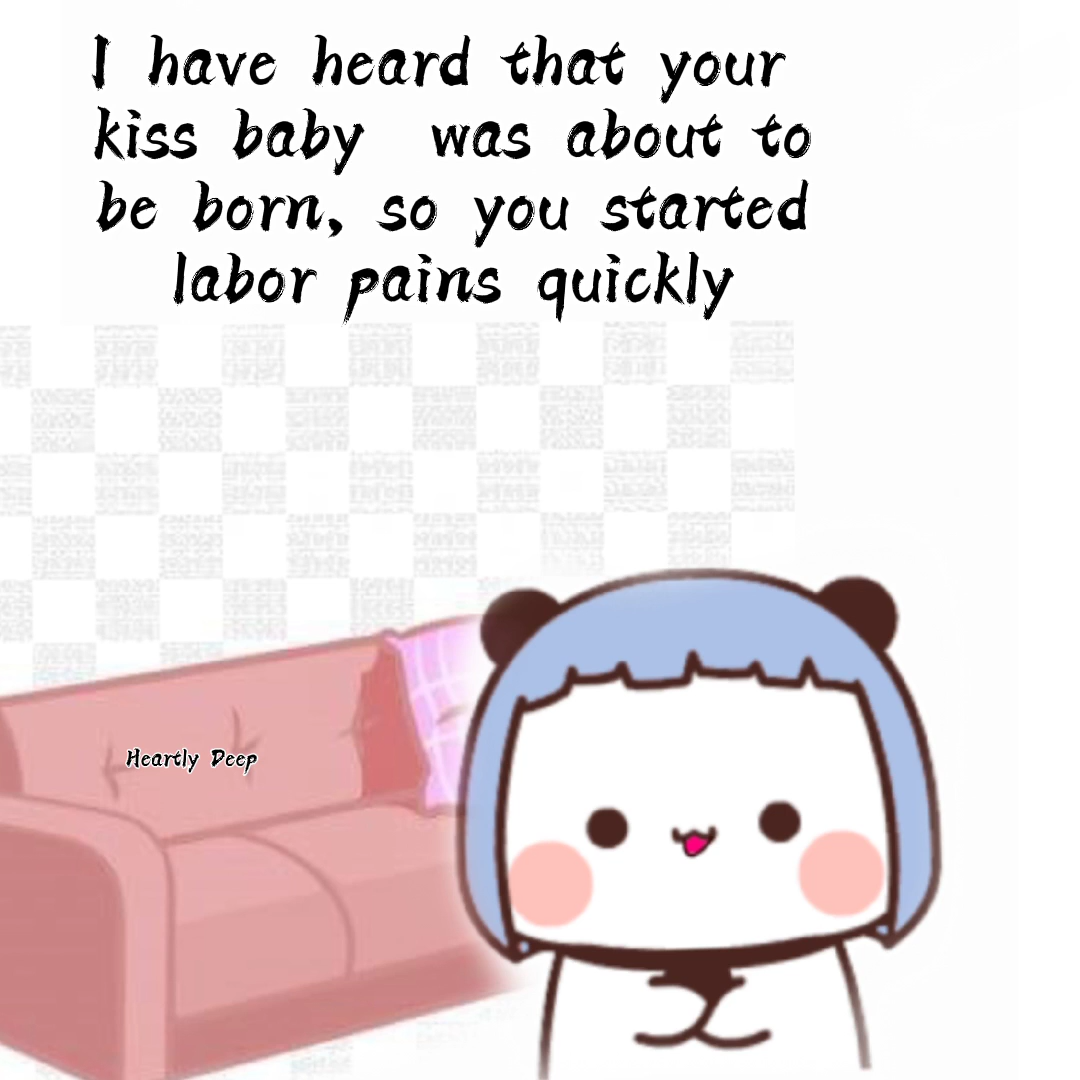 I have heard that your
kiss baby was about to
be born, so you started
labor pains quickly
Heartly Deep